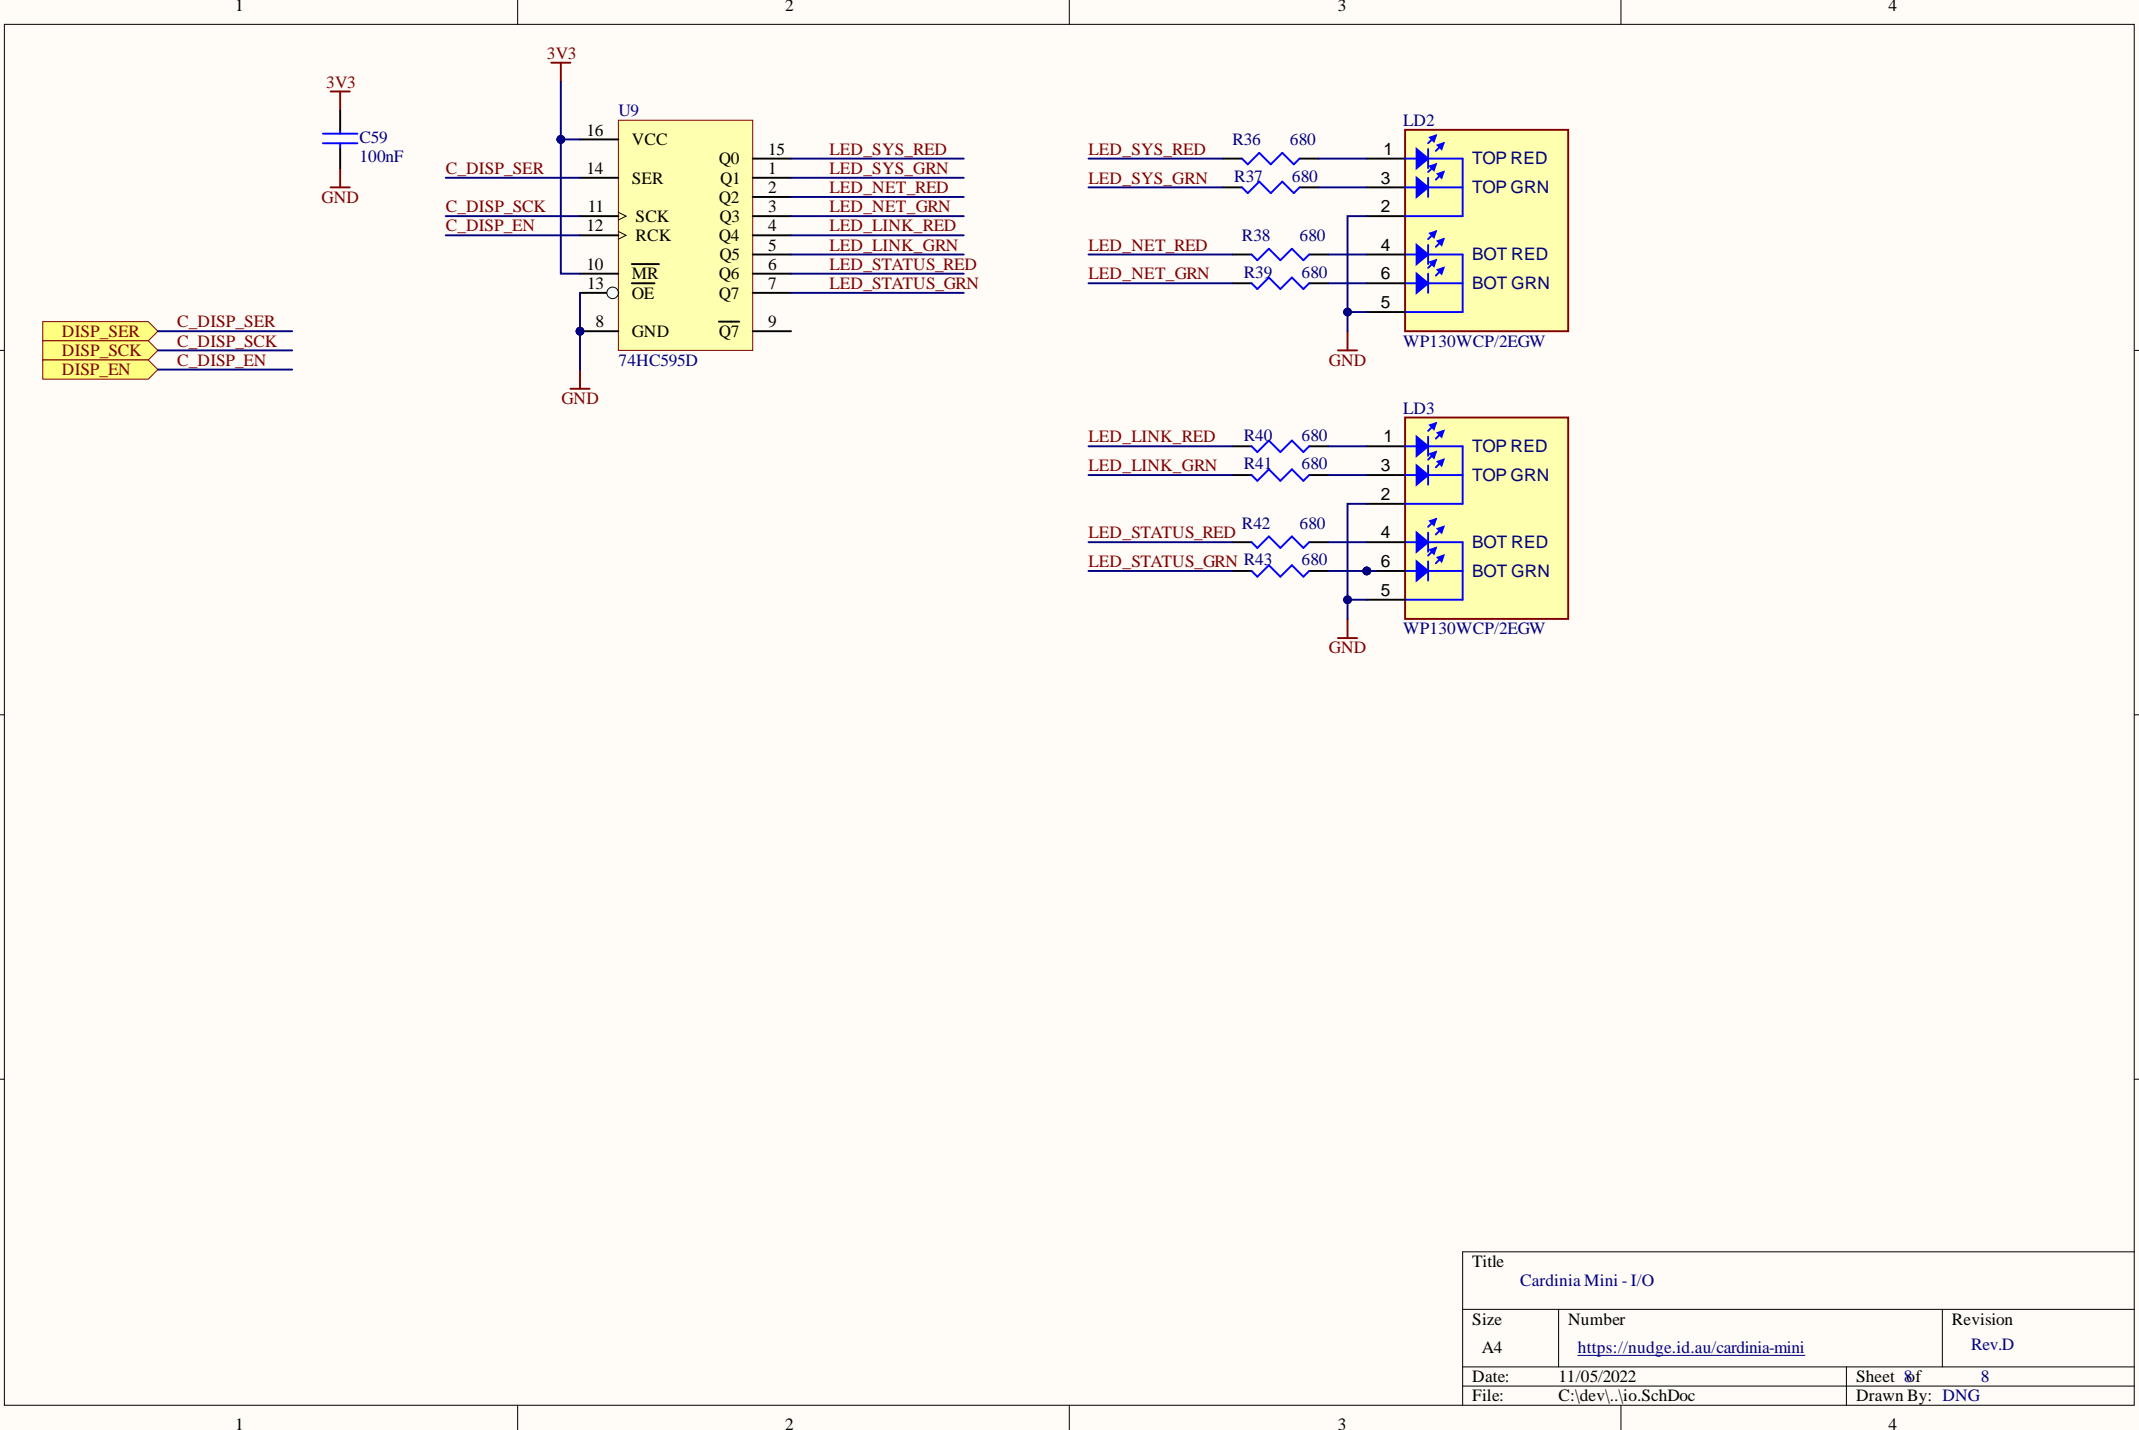 1 2 3 4
3V3
C59
100nF
GND
3V3
U9
16 VCC
C_DISP_SER 14 SER
C_DISP_SCK 11 SCK
C_DISP_EN 12 RCK
10 MR
13 OE
8 GND
Q0 15 LED_SYS_RED
Q1 1 LED_SYS_GRN
Q2 2 LED_NET_RED
Q3 3 LED_NET_GRN
Q4 4 LED_LINK_RED
Q5 5 LED_LINK_GRN
Q6 6 LED_STATUS_RED
Q7 7 LED_STATUS_GRN
Q7 9
74HC595D
GND
DISP_SER C_DISP_SER
DISP_SCK C_DISP_SCK
DISP_EN C_DISP_EN
LD2
LED_SYS_RED R36 680 1 TOP RED
LED_SYS_GRN R37 680 3 TOP GRN
2
LED_NET_RED R38 680 4 BOT RED
LED_NET_GRN R39 680 6 BOT GRN
5
WP130WCP/2EGW
GND
LD3
LED_LINK_RED R40 680 1 TOP RED
LED_LINK_GRN R41 680 3 TOP GRN
2
LED_STATUS_RED R42 680 4 BOT RED
LED_STATUS_GRN R43 680 6 BOT GRN
5
WP130WCP/2EGW
GND
Title
Cardinia Mini - I/O
Size Number Revision
A4 https://nudge.id.au/cardinia-mini Rev.D
Date: 11/05/2022 Sheet 8 of 8
File: C:\dev\..\io.SchDoc Drawn By: DNG
1 2 3 4